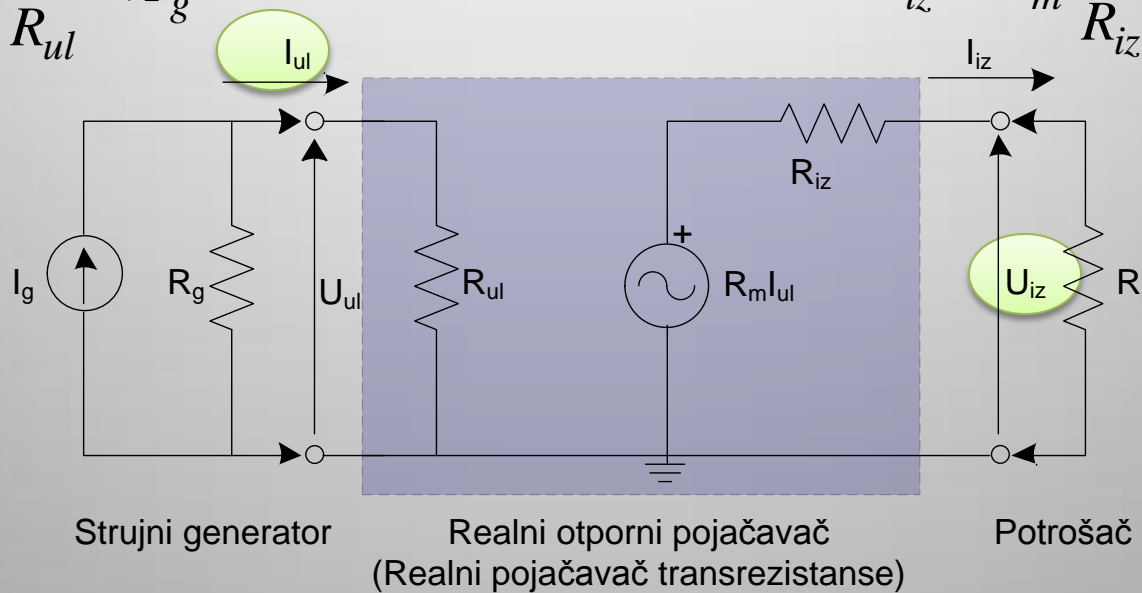 g
iz
m
R_ul
R_iz
I_ul
I_iz
R_iz
+
I_g
R_g
U_ul
R_ul
R_mI_ul
U_iz
R
Strujni generator
Realni otporni pojačavač
Potrošač
(Realni pojačavač transrezistanse)